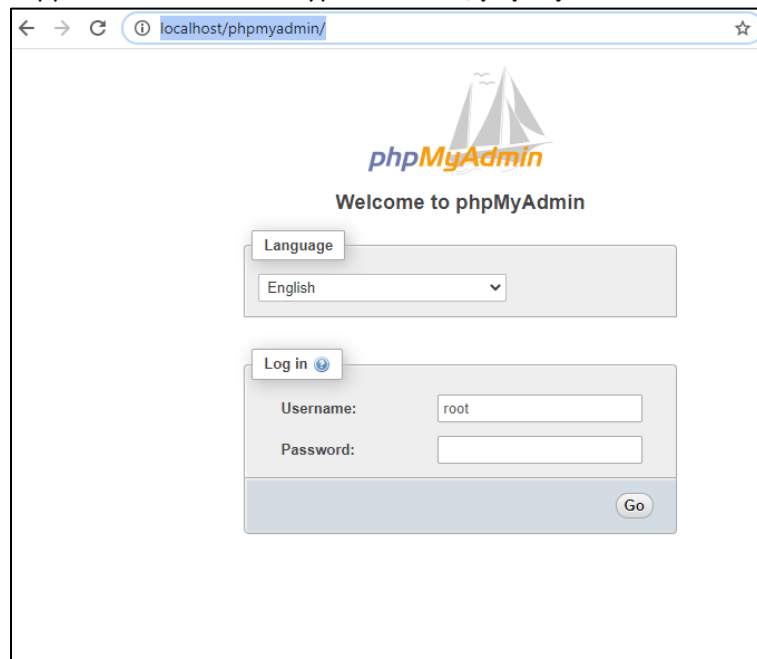 localhost/phpmyadmin/
phpMyAdmin
Welcome to phpMyAdmin
Language
English
Log in
Username:
root
Password:
Go